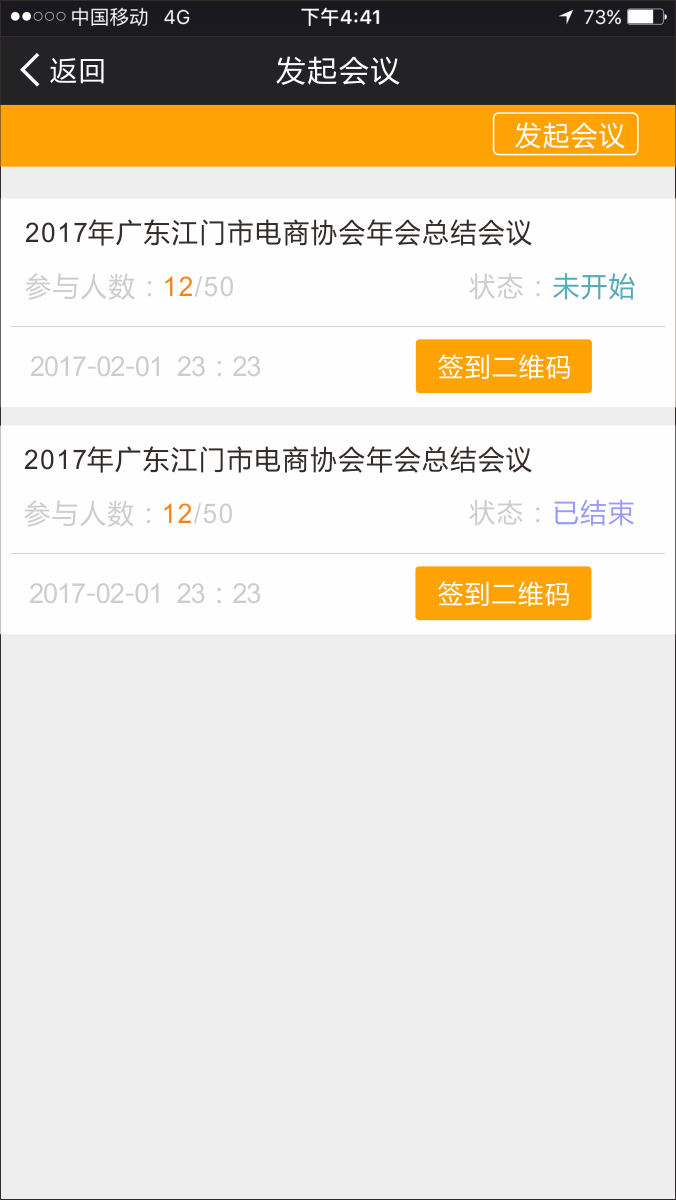 中国移动 4G 下午4:41 73%
返回 发起会议
发起会议
2017年广东江门市电商协会年会总结会议
参与人数：12/50 状态：未开始
2017-02-01 23：23 签到二维码
2017年广东江门市电商协会年会总结会议
参与人数：12/50 状态：已结束
2017-02-01 23：23 签到二维码